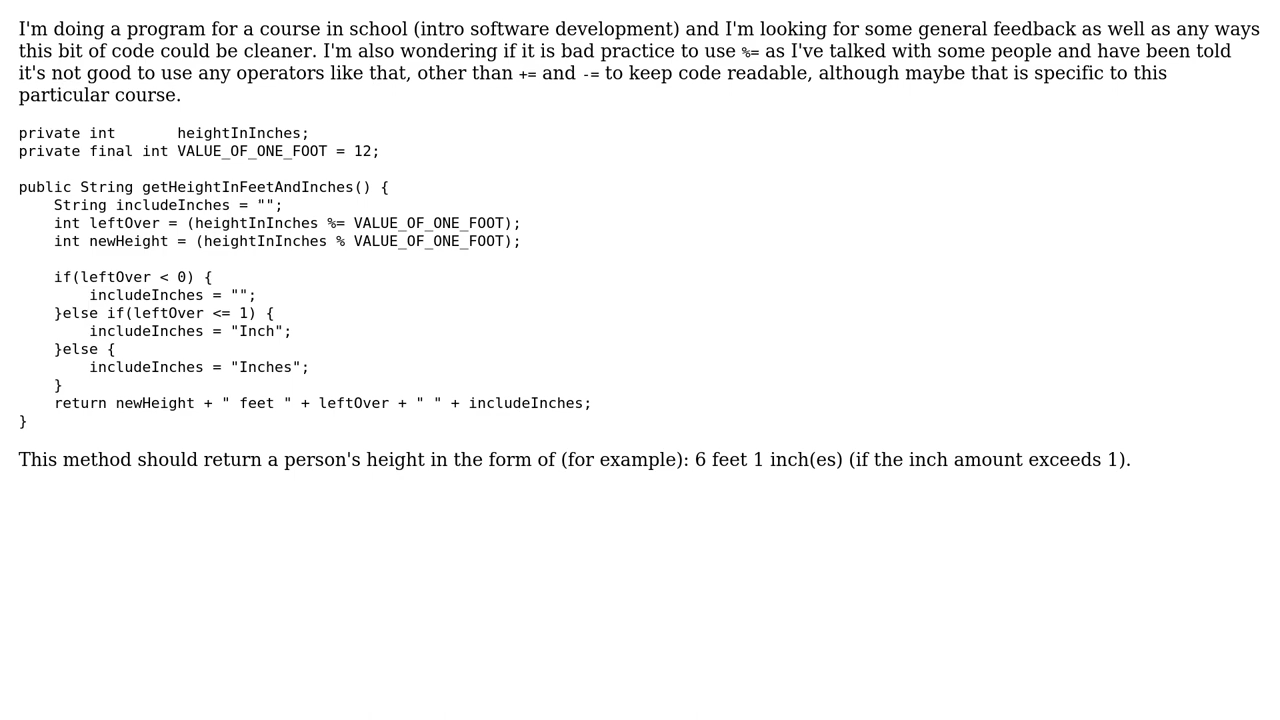 I'm doing a program for a course in school (intro software development) and I'm looking for some general feedback as well as any ways
this bit of code could be cleaner. I'm also wondering if it is bad practice to use %= as I've talked with some people and have been told
it's not good to use any operators like that, other than += and -= to keep code readable, although maybe that is specific to this
particular course.
private int       heightInInches;
private final int VALUE_OF_ONE_FOOT = 12;
public String getHeightInFeetAndInches() {
    String includeInches = "";
    int leftOver = (heightInInches %= VALUE_OF_ONE_FOOT);
    int newHeight = (heightInInches % VALUE_OF_ONE_FOOT);
    if(leftOver < 0) {
        includeInches = "";
    }else if(leftOver <= 1) {
        includeInches = "Inch";
    }else {
        includeInches = "Inches";
    }
    return newHeight + " feet " + leftOver + " " + includeInches;
}
This method should return a person's height in the form of (for example): 6 feet 1 inch(es) (if the inch amount exceeds 1).